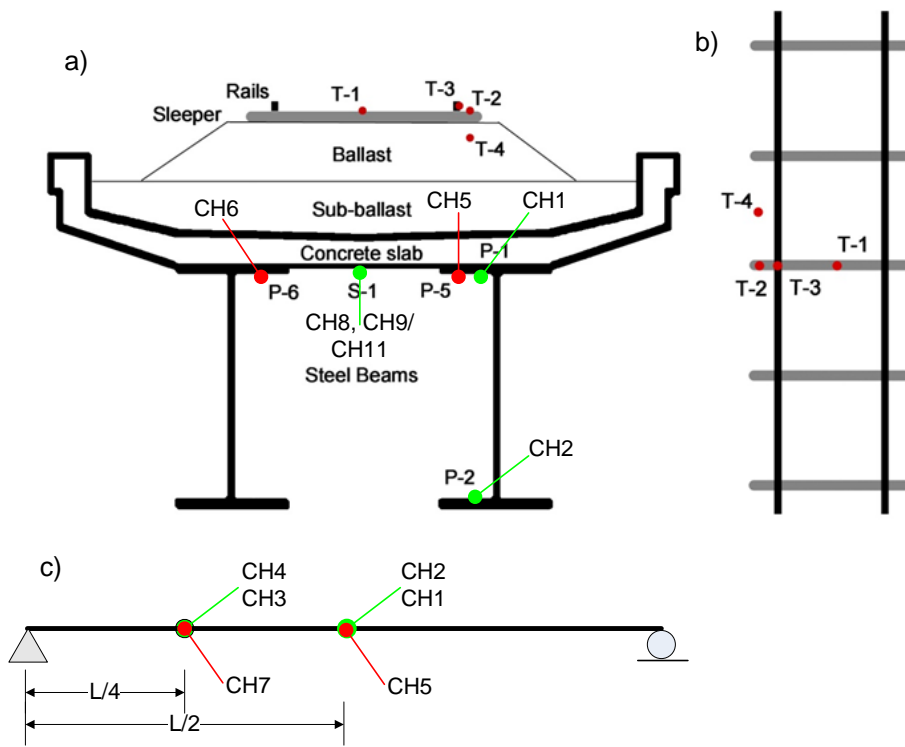 a)
Rails
T-1
T-3
T-2
Sleeper
T-4
Ballast
CH6
CH5
CH1
Sub-ballast
Concrete slab
P-1
P-6
S-1
P-5
CH8, CH9/
CH11
Steel Beams
P-2
CH2
b)
T-4
T-1
T-2
T-3
c)
CH4
CH3
CH2
CH1
CH7
CH5
L/4
L/2